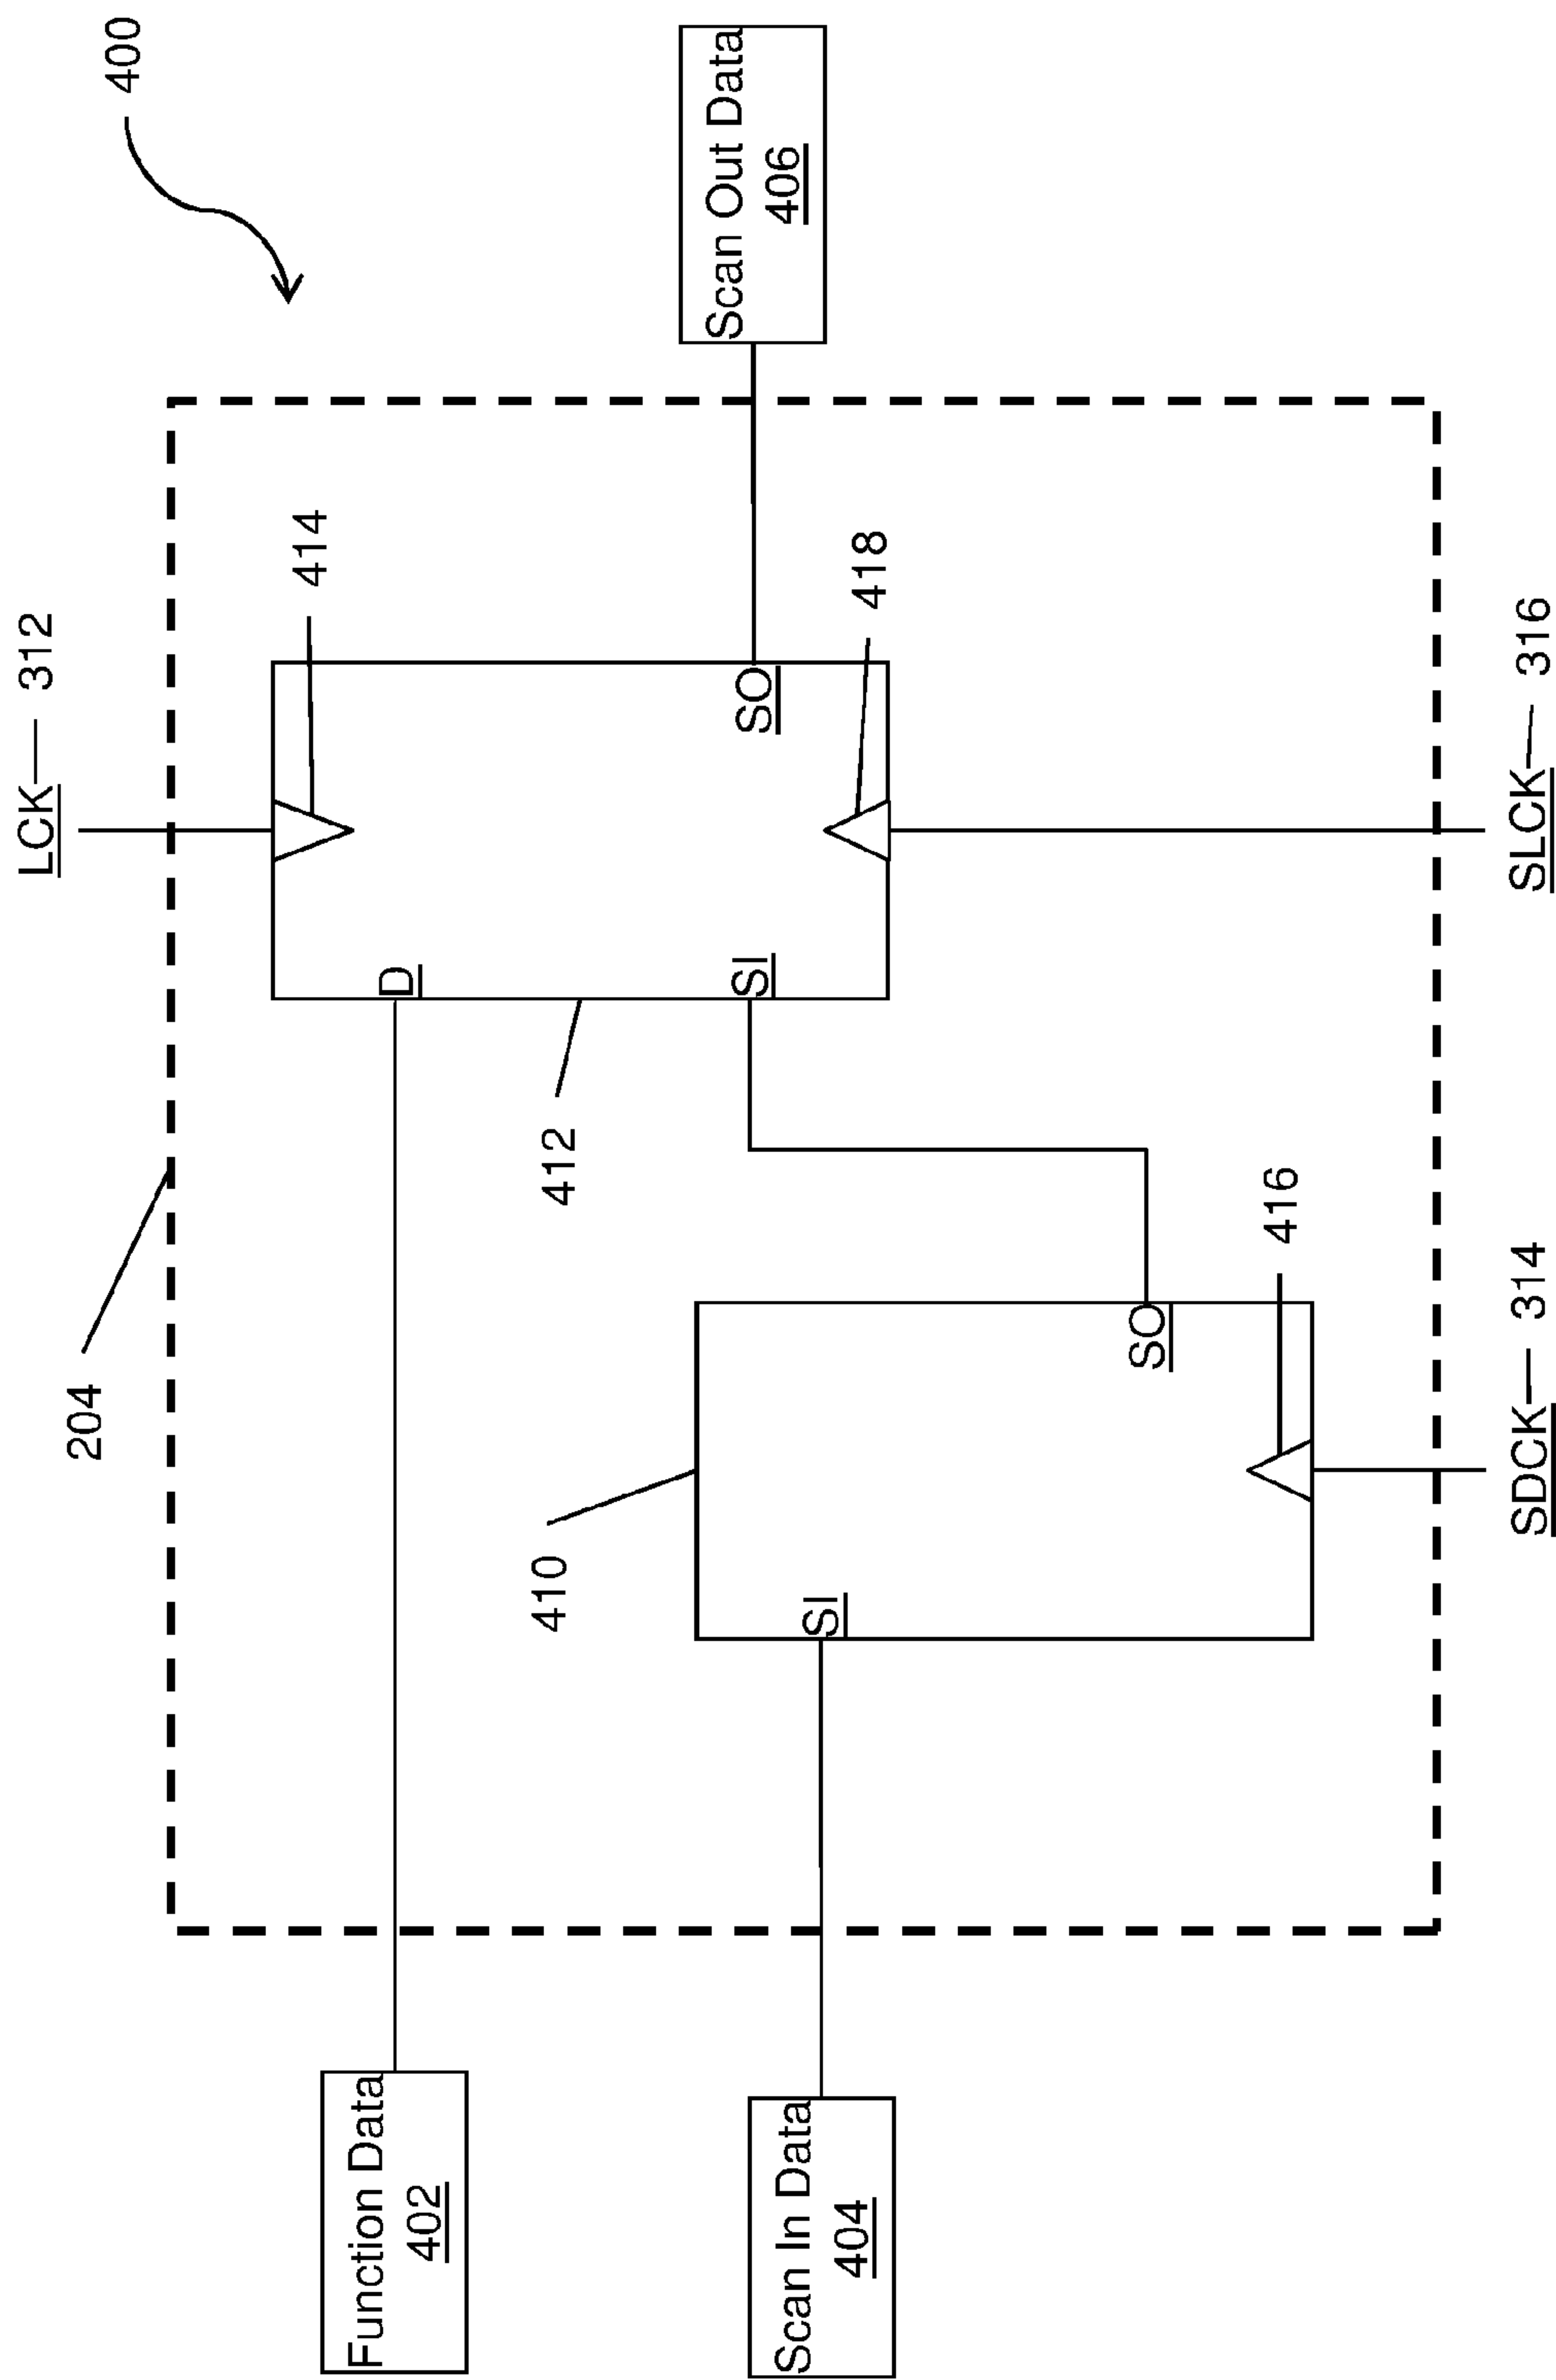 400
LCK
312
204
414
Function Data
402
D
412
418
Scan Out Data
406
SI
SO
410
Scan In Data
404
SI
SO
416
SDCK
314
SLCK
316